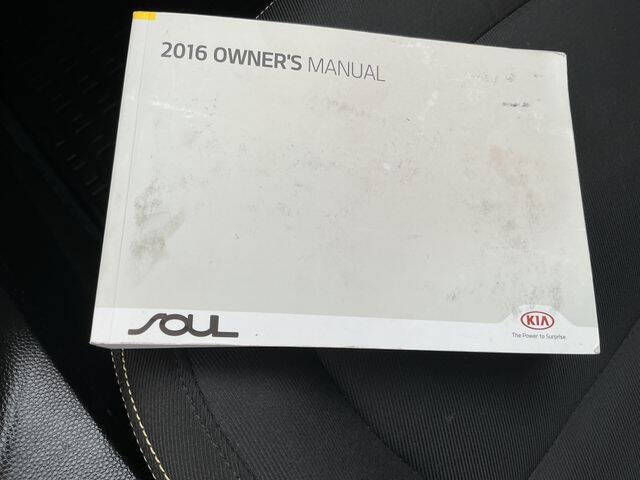 2016 OWNER'S MANUAL
SOUL
KIA
The Power to Surprise